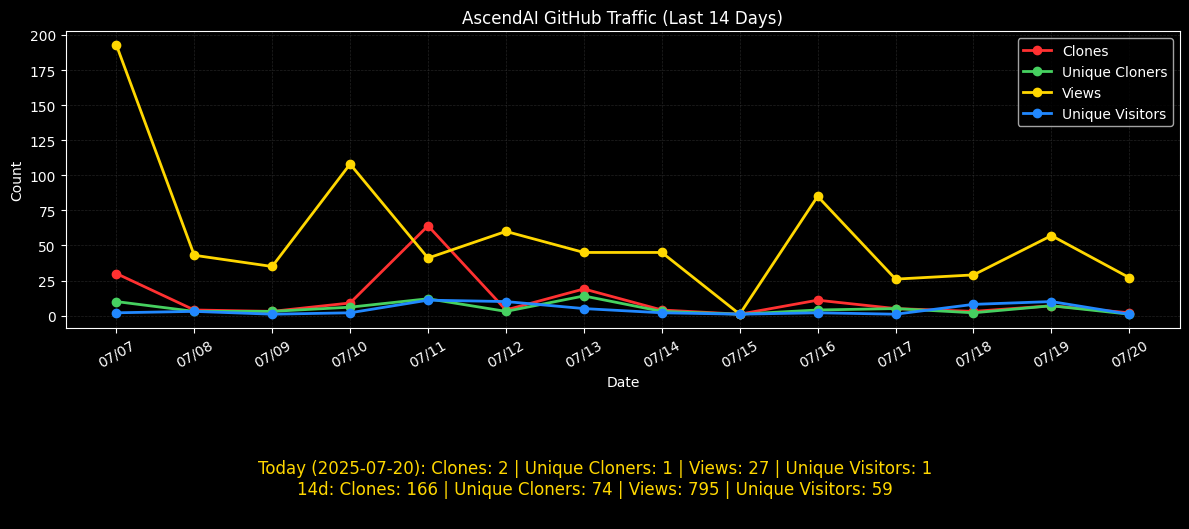 AscendAI GitHub Traffic (Last 14 Days)
200
175
150
125
100
75
50
25
0
Count
Clones
Unique Cloners
Views
Unique Visitors
07/07
07/08
07/09
07/10
07/11
07/12
07/13
07/14
07/15
07/16
07/17
07/18
07/19
07/20
Date
Today (2025-07-20): Clones: 2 | Unique Cloners: 1 | Views: 27 | Unique Visitors: 1
14d: Clones: 166 | Unique Cloners: 74 | Views: 795 | Unique Visitors: 59